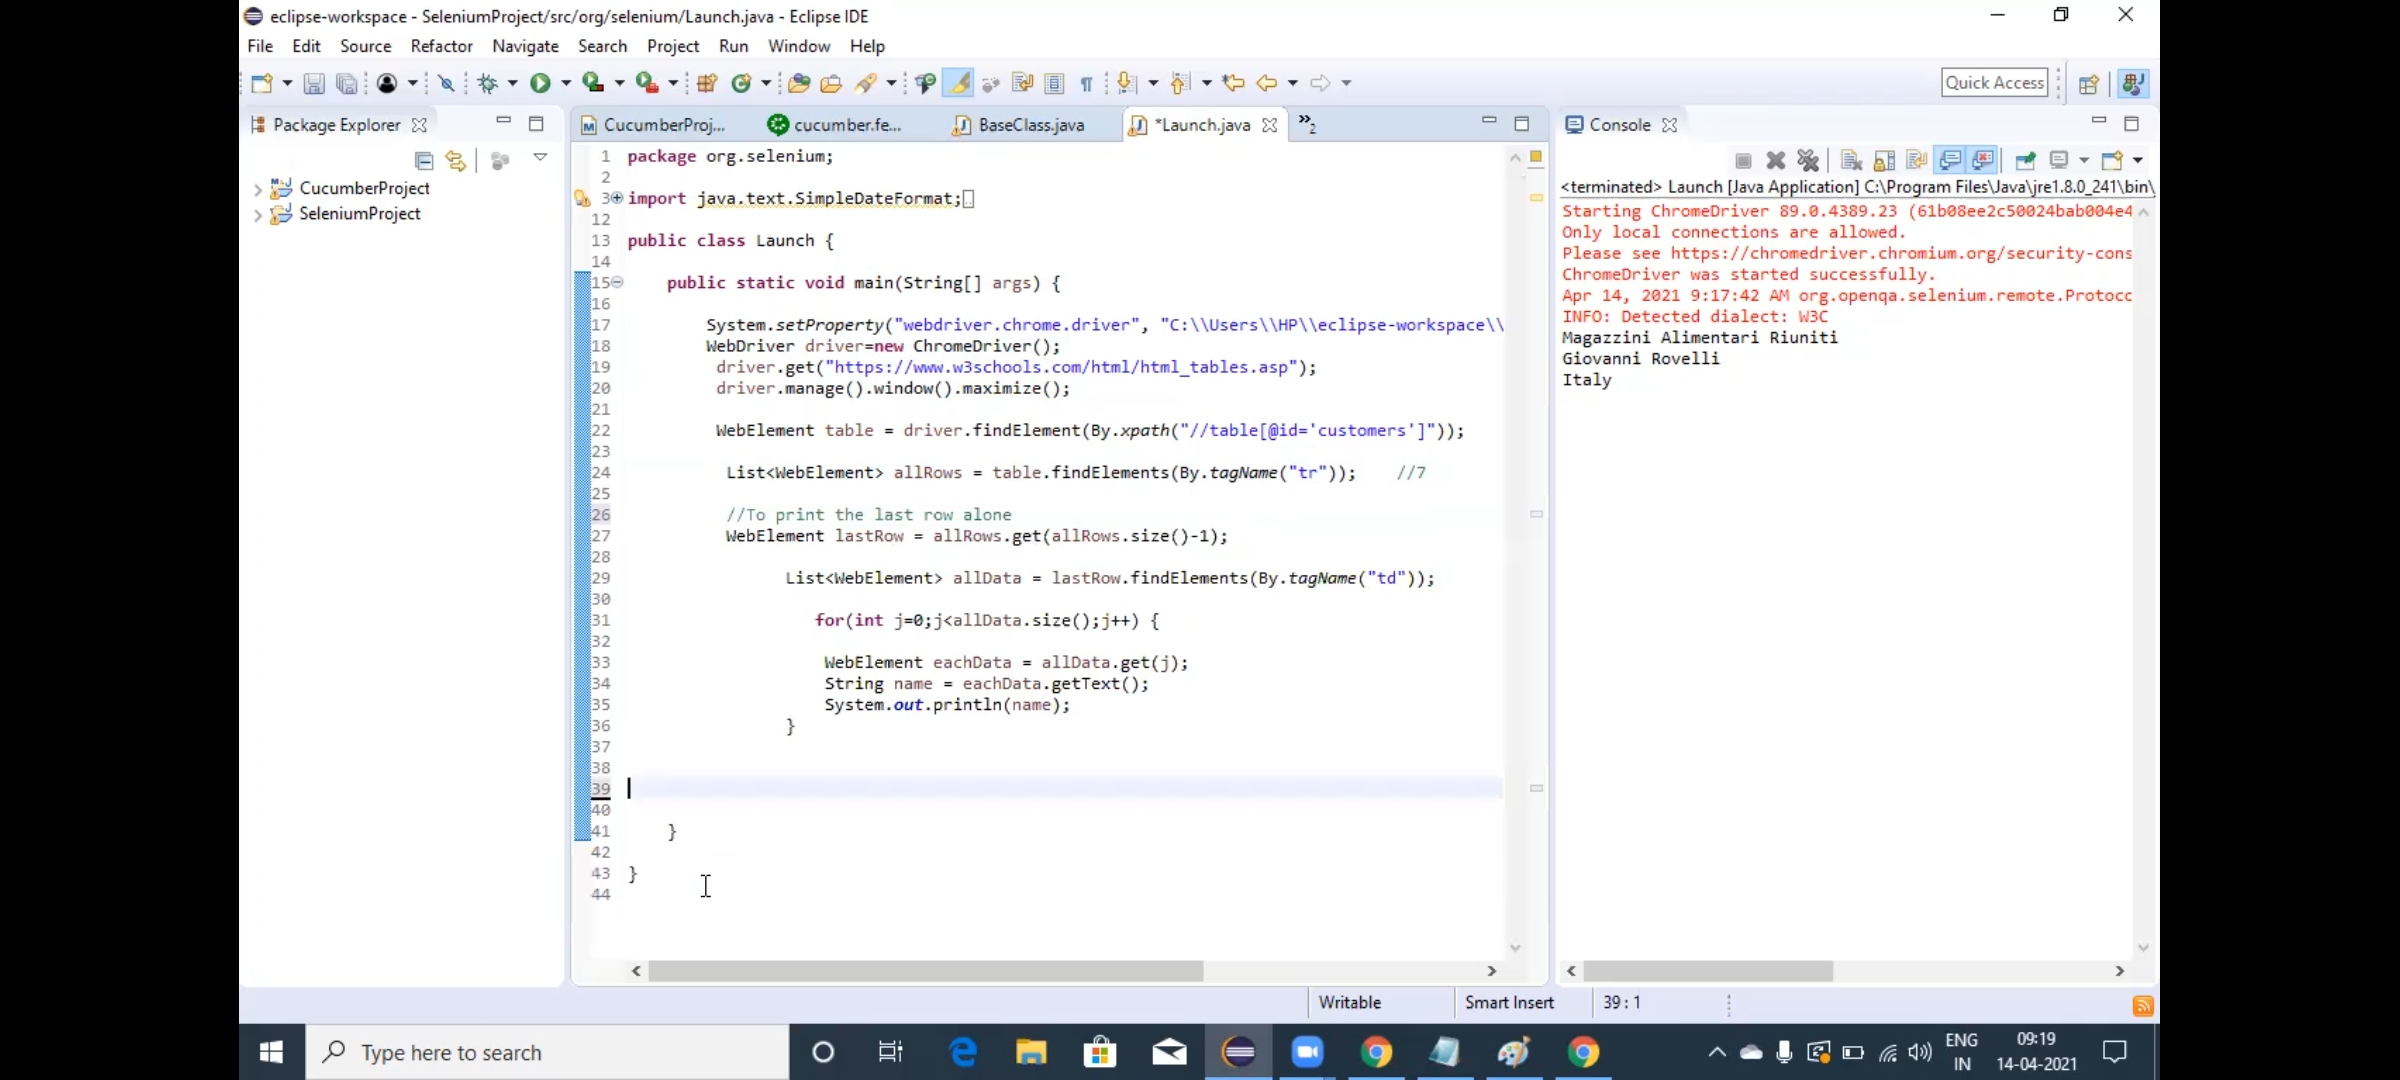 eclipse-workspace - SeleniumProject/src/org/selenium/Launch.java - Eclipse IDE
File Edit Source Refactor Navigate Search Project Run Window Help
Quick Access
Package Explorer
CucumberProject
SeleniumProject
CucumberProj... cucumber.fe... BaseClass.java *Launch.java »2
1 package org.selenium;
2
3 import java.text.SimpleDateFormat;
12
13 public class Launch {
14
15 public static void main(String[] args) {
16
17 System.setProperty("webdriver.chrome.driver", "C:\\Users\\HP\\eclipse-workspace\\
18 WebDriver driver=new ChromeDriver();
19 driver.get("https://www.w3schools.com/html/html_tables.asp");
20 driver.manage().window().maximize();
21
22 WebElement table = driver.findElement(By.xpath("//table[@id='customers']"));
23
24 List<WebElement> allRows = table.findElements(By.tagName("tr")); //7
25
26 //To print the last row alone
27 WebElement lastRow = allRows.get(allRows.size()-1);
28
29 List<WebElement> allData = lastRow.findElements(By.tagName("td"));
30
31 for(int j=0;j<allData.size();j++) {
32
33 WebElement eachData = allData.get(j);
34 String name = eachData.getText();
35 System.out.println(name);
36 }
37
38
39
40
41 }
42
43 }
44
Console
<terminated> Launch [Java Application] C:\Program Files\Java\jre1.8.0_241\bin\
Starting ChromeDriver 89.0.4389.23 (61b08ee2c50024bab004e4
Only local connections are allowed.
Please see https://chromedriver.chromium.org/security-cons
ChromeDriver was started successfully.
Apr 14, 2021 9:17:42 AM org.openqa.selenium.remote.Protoco
INFO: Detected dialect: W3C
Magazzini Alimentari Riuniti
Giovanni Rovelli
Italy
Writable Smart Insert 39 : 1
Type here to search
ENG
IN
09:19
14-04-2021